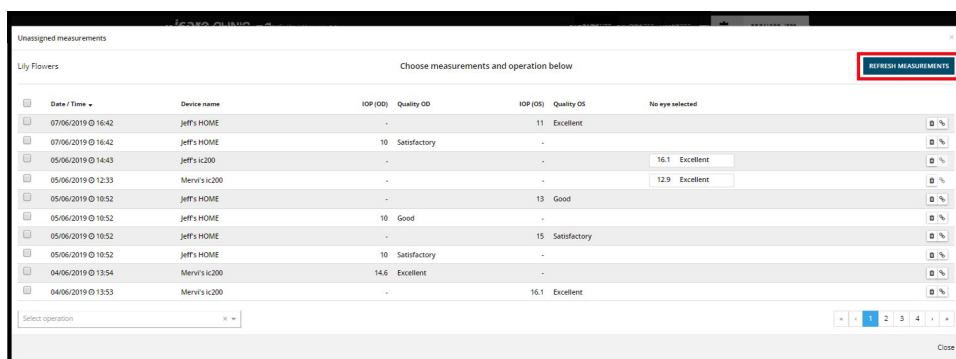 icare CLINIC
Unassigned measurements ×
Lily Flowers Choose measurements and operation below REFRESH MEASUREMENTS
Date / Time Device name IOP (OD) Quality OD IOP (OS) Quality OS No eye selected
07/06/2019 16:42 Jeff's HOME - 11 Excellent
07/06/2019 16:42 Jeff's HOME 10 Satisfactory -
05/06/2019 14:43 Jeff's ic200 - - 16.1 Excellent
05/06/2019 12:33 Mervi's ic200 - - 12.9 Excellent
05/06/2019 10:52 Jeff's HOME - 13 Good
05/06/2019 10:52 Jeff's HOME 10 Good -
05/06/2019 10:52 Jeff's HOME - 15 Satisfactory
05/06/2019 10:52 Jeff's HOME 10 Satisfactory -
04/06/2019 13:54 Mervi's ic200 14.6 Excellent -
04/06/2019 13:53 Mervi's ic200 - 16.1 Excellent
Select operation × « ‹ 1 2 3 4 › »
Close